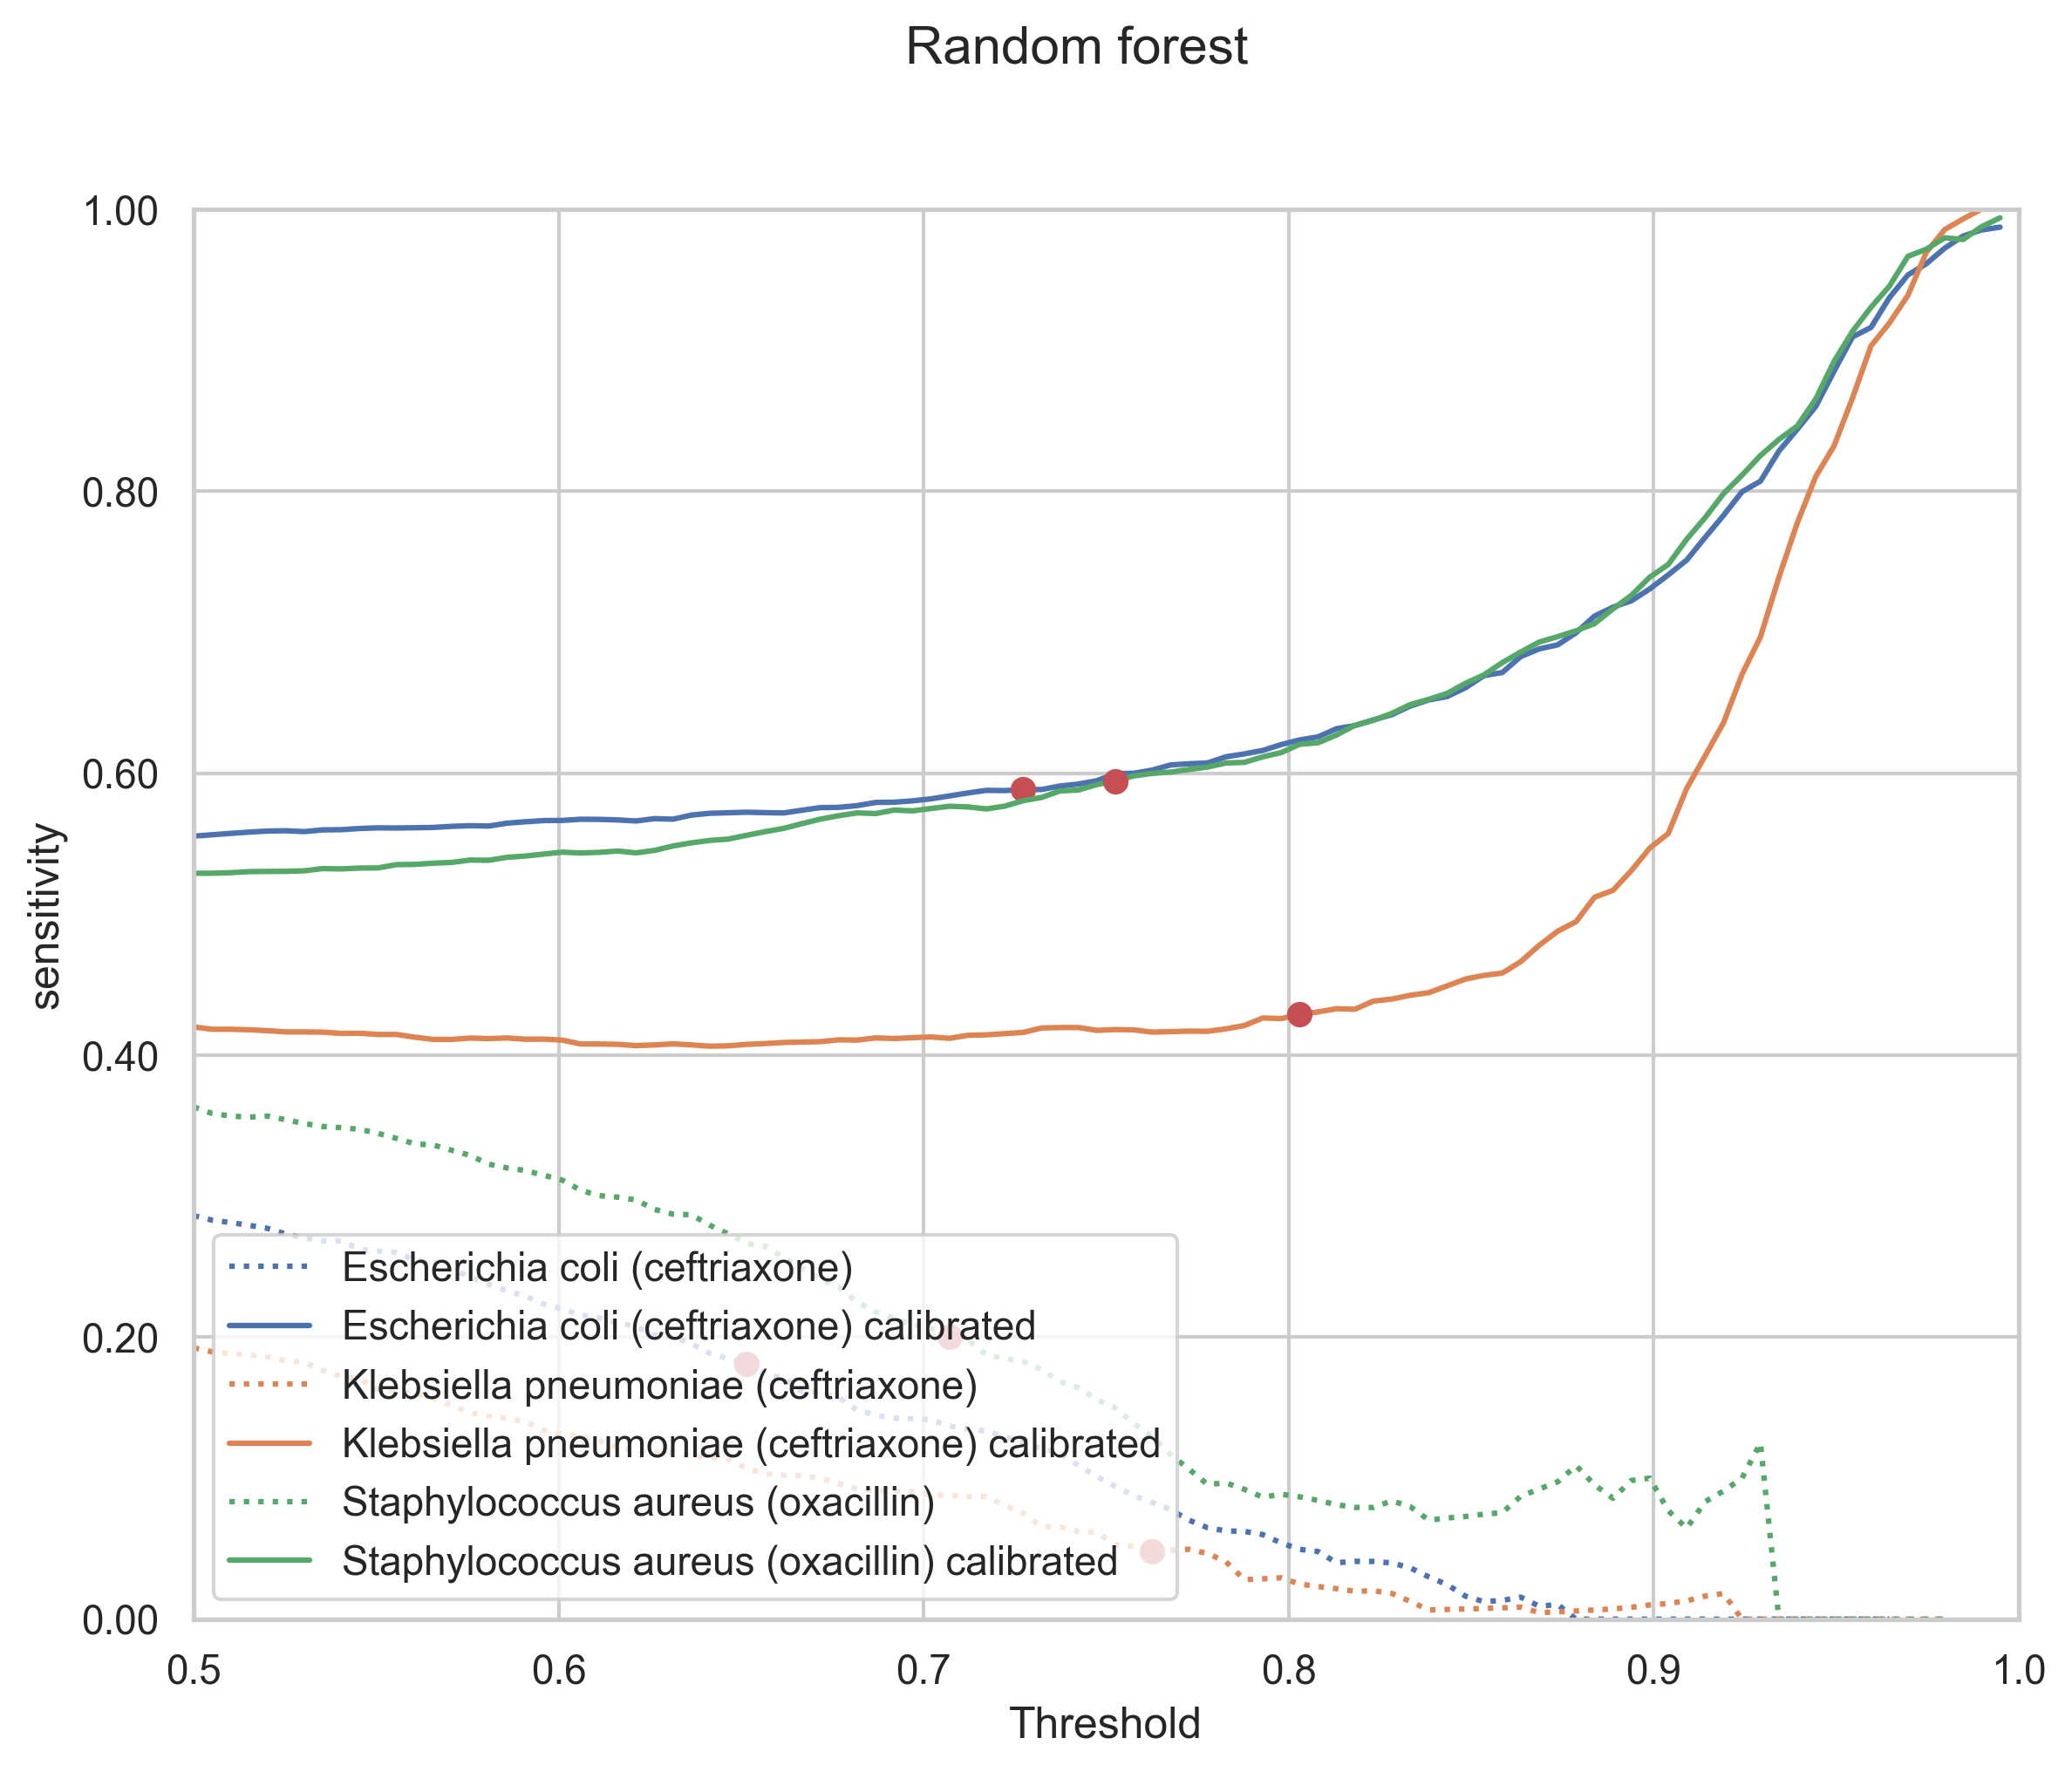 Random forest
1.00
0.80
0.60
0.40
0.20
0.00
sensitivity
Escherichia coli (ceftriaxone)
Escherichia coli (ceftriaxone) calibrated
Klebsiella pneumoniae (ceftriaxone)
Klebsiella pneumoniae (ceftriaxone) calibrated
Staphylococcus aureus (oxacillin)
Staphylococcus aureus (oxacillin) calibrated
0.5 0.6 0.7 0.8 0.9 1.0
Threshold